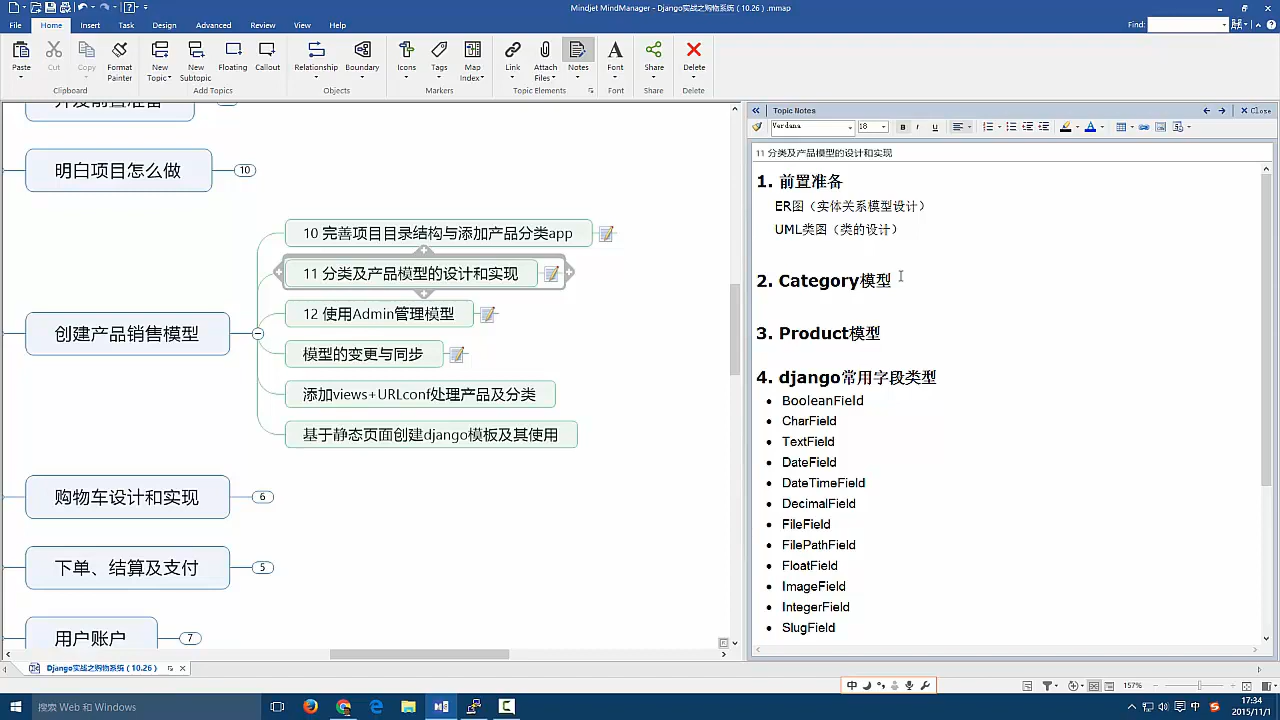 Mindjet MindManager - Django实战之购物系统（10.26）.mmap
File Home Insert Task Design Advanced Review View Help Find:
Paste Cut Copy Format Painter New Topic New Subtopic Floating Callout Relationship Boundary Icons Tags Map Index Link Attach Files Notes Font Share Delete
Clipboard Add Topics Objects Markers Topic Elements Font Share Delete
开发前置准备
明白项目怎么做 10
10 完善项目目录结构与添加产品分类app
11 分类及产品模型的设计和实现
12 使用Admin管理模型
创建产品销售模型
模型的变更与同步
添加views+URLconf处理产品及分类
基于静态页面创建django模板及其使用
购物车设计和实现 6
下单、结算及支付 5
用户账户 7
Topic Notes Close
Verdana 18 B I U A
11 分类及产品模型的设计和实现
1. 前置准备
ER图（实体关系模型设计）
UML类图（类的设计）
2. Category模型
3. Product模型
4. django常用字段类型
BooleanField
CharField
TextField
DateField
DateTimeField
DecimalField
FileField
FilePathField
FloatField
ImageField
IntegerField
SlugField
Django实战之购物系统（10.26）
中
157%
搜索 Web 和 Windows
中
17:34
2015/11/1